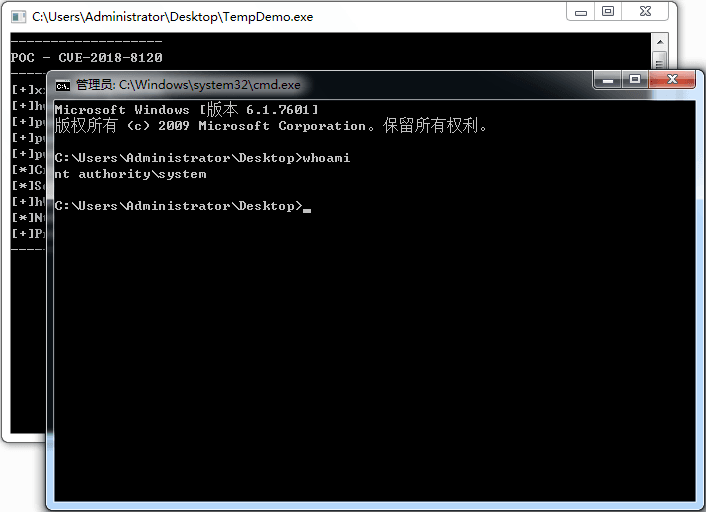 C:\Users\Administrator\Desktop\TempDemo.exe
POC - CVE-2018-8120
管理员: C:\Windows\system32\cmd.exe
Microsoft Windows [版本 6.1.7601]
版权所有 (c) 2009 Microsoft Corporation。保留所有权利。
C:\Users\Administrator\Desktop>whoami
nt authority\system
C:\Users\Administrator\Desktop>